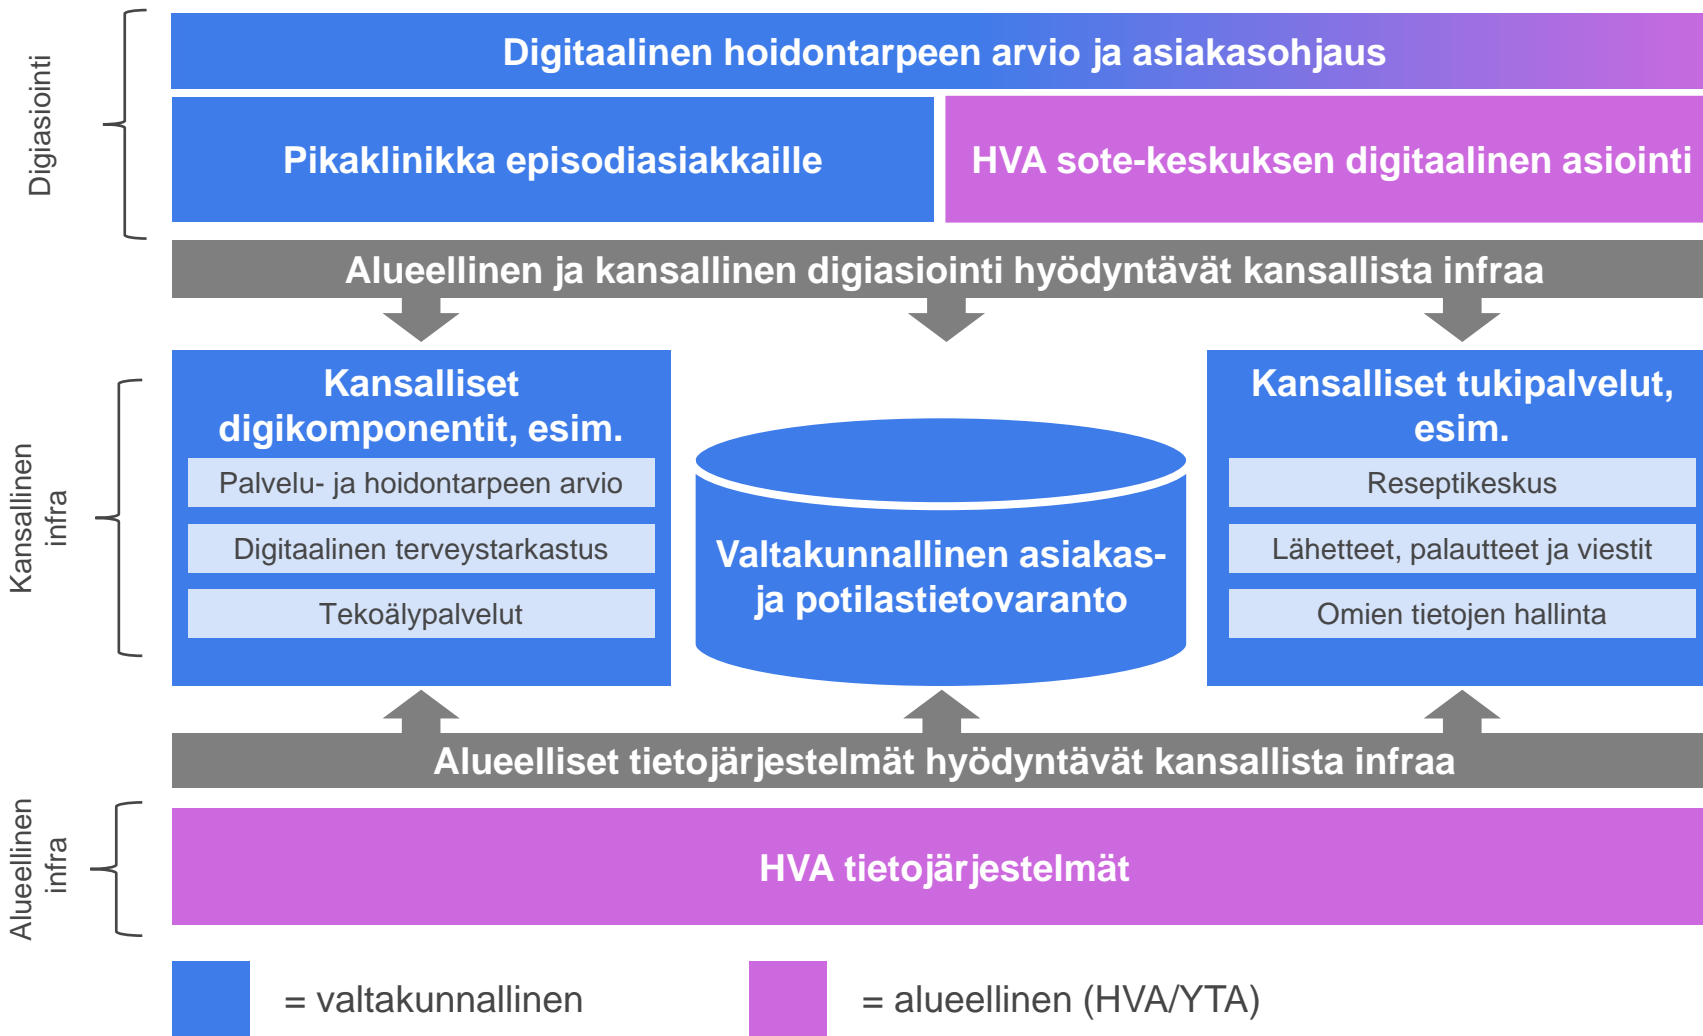 Digiasiointi
Digitaalinen hoidontarpeen arvio ja asiakasohjaus
Pikaklinikka episodiasiakkaille
HVA sote-keskuksen digitaalinen asiointi
Alueellinen ja kansallinen digiasiointi hyödyntävät kansallista infraa
Kansallinen
infra
Kansalliset
digikomponentit, esim.
Palvelu- ja hoidontarpeen arvio
Digitaalinen terveystarkastus
Tekoälypalvelut
Valtakunnallinen asiakas-
ja potilastietovaranto
Kansalliset tukipalvelut,
esim.
Reseptikeskus
Lähetteet, palautteet ja viestit
Omien tietojen hallinta
Alueelliset tietojärjestelmät hyödyntävät kansallista infraa
Alueellinen
infra
HVA tietojärjestelmät
= valtakunnallinen
= alueellinen (HVA/YTA)